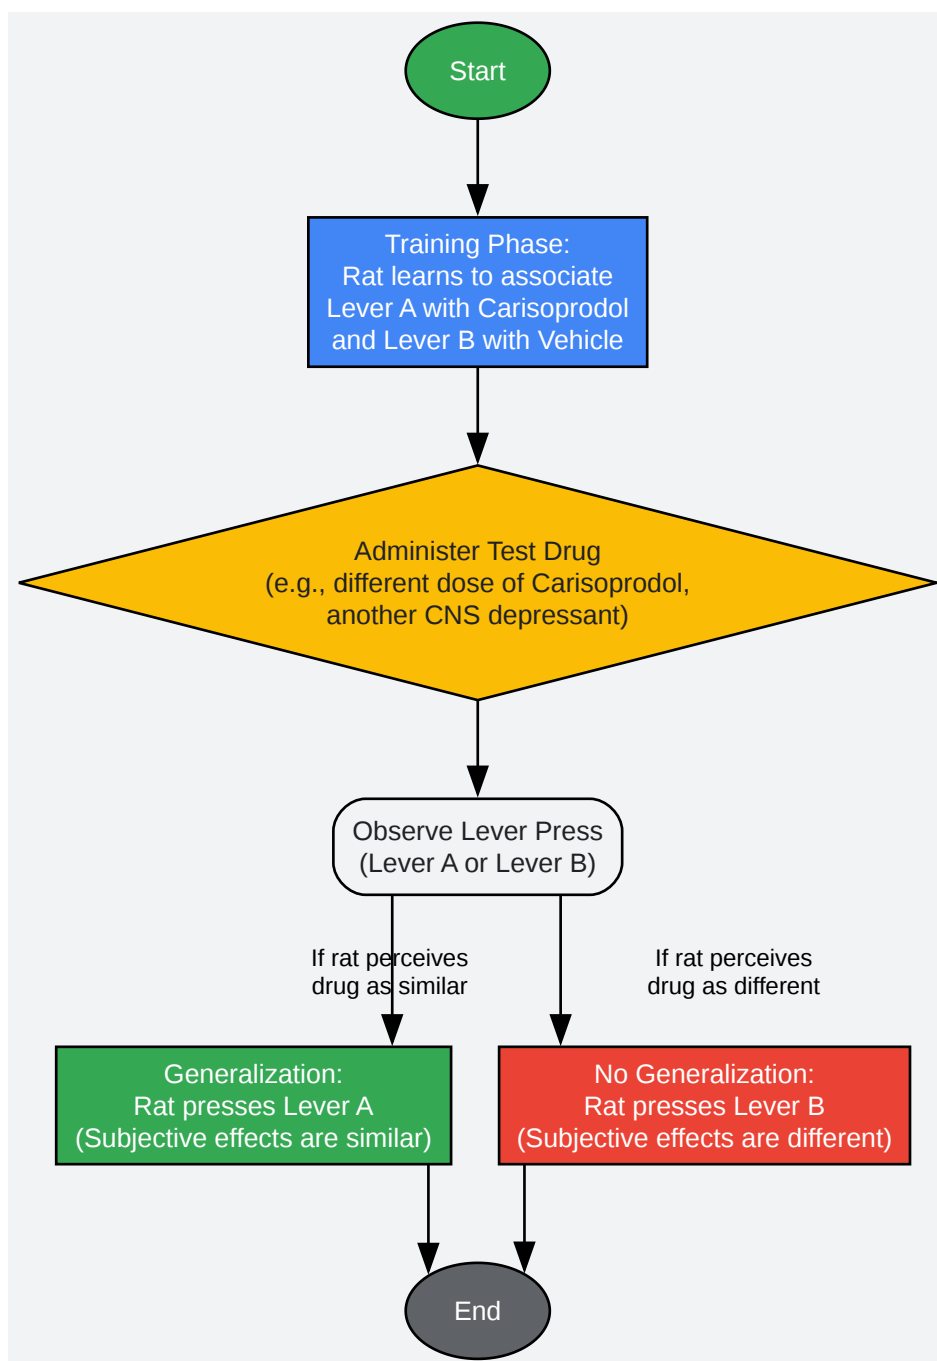 Start
Training Phase:
Rat learns to associate
Lever A with Carisoprodol
and Lever B with Vehicle
Administer Test Drug
(e.g., different dose of Carisoprodol,
another CNS depressant)
Observe Lever Press
(Lever A or Lever B)
If rat perceives
drug as similar
If rat perceives
drug as different
Generalization:
Rat presses Lever A
(Subjective effects are similar)
No Generalization:
Rat presses Lever B
(Subjective effects are different)
End